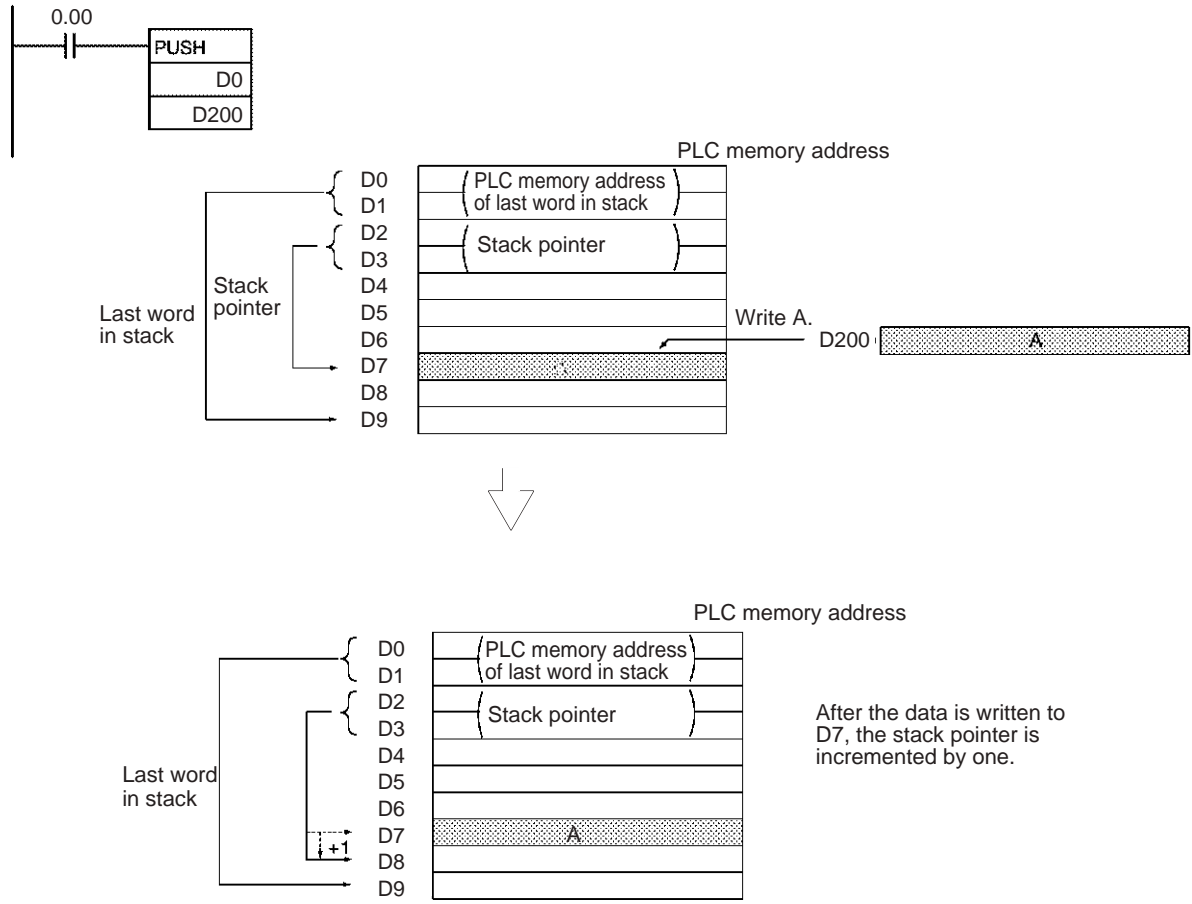 0.00
PUSH
D0
D200
PLC memory address
D0
PLC memory address
D1
of last word in stack
D2
Stack pointer
D3
Stack
pointer
D4
D5
Last word
in stack
D6
Write A.
D200
A
D7
A
D8
D9
PLC memory address
D0
PLC memory address
D1
of last word in stack
D2
Stack pointer
D3
After the data is written to
D7, the stack pointer is
incremented by one.
D4
D5
Last word
in stack
D6
D7
A
+1
D8
D9